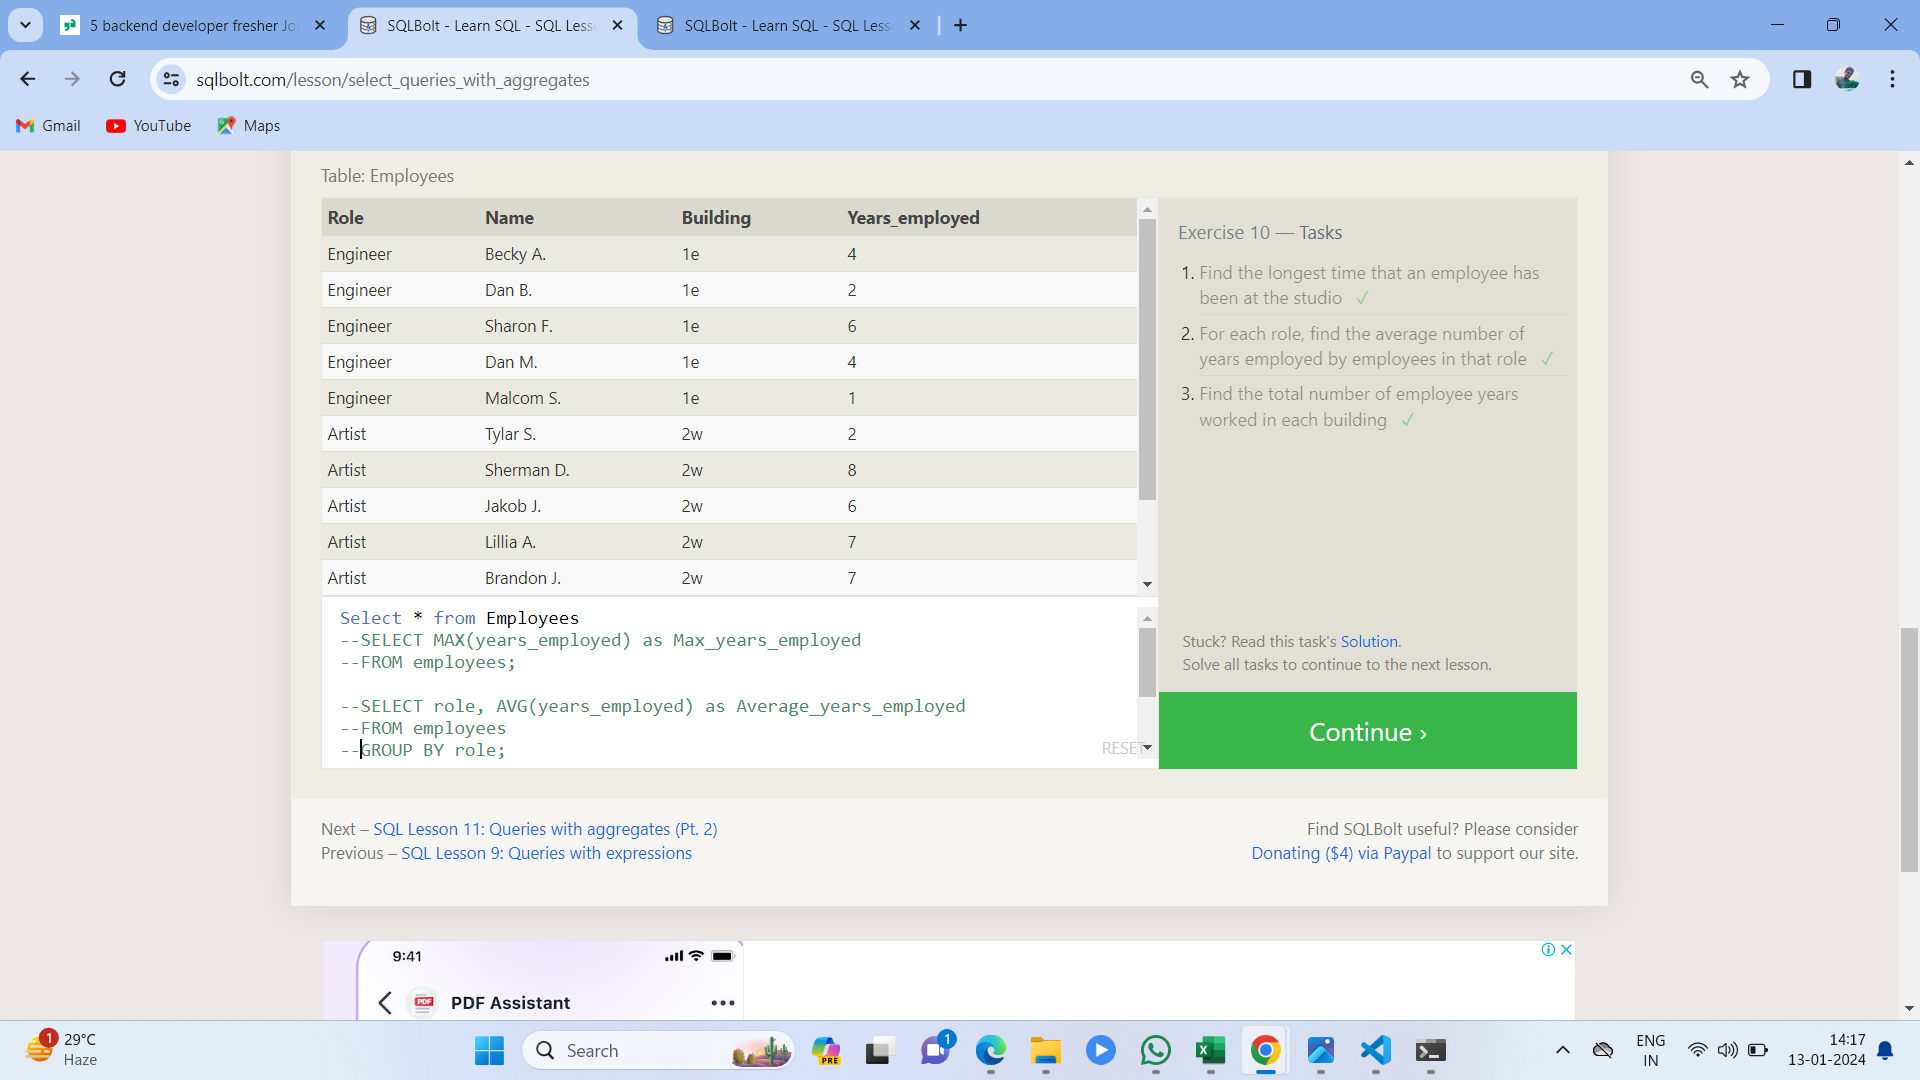 5 backend developer fresher Jo
SQLBolt - Learn SQL - SQL Less
SQLBolt - Learn SQL - SQL Less
sqlbolt.com/lesson/select_queries_with_aggregates
Gmail
YouTube
Maps
Table: Employees
Role Name Building Years_employed
Engineer Becky A. 1e 4
Engineer Dan B. 1e 2
Engineer Sharon F. 1e 6
Engineer Dan M. 1e 4
Engineer Malcom S. 1e 1
Artist Tylar S. 2w 2
Artist Sherman D. 2w 8
Artist Jakob J. 2w 6
Artist Lillia A. 2w 7
Artist Brandon J. 2w 7
Select * from Employees
--SELECT MAX(years_employed) as Max_years_employed
--FROM employees;
--SELECT role, AVG(years_employed) as Average_years_employed
--FROM employees
--GROUP BY role;
RESET
Exercise 10 — Tasks
1. Find the longest time that an employee has
been at the studio ✓
2. For each role, find the average number of
years employed by employees in that role ✓
3. Find the total number of employee years
worked in each building ✓
Stuck? Read this task's Solution.
Solve all tasks to continue to the next lesson.
Continue ›
Next – SQL Lesson 11: Queries with aggregates (Pt. 2)
Previous – SQL Lesson 9: Queries with expressions
Find SQLBolt useful? Please consider
Donating ($4) via Paypal to support our site.
9:41
PDF
PDF Assistant
1
29°C
Haze
Search
PRE
1
ENG
IN
14:17
13-01-2024